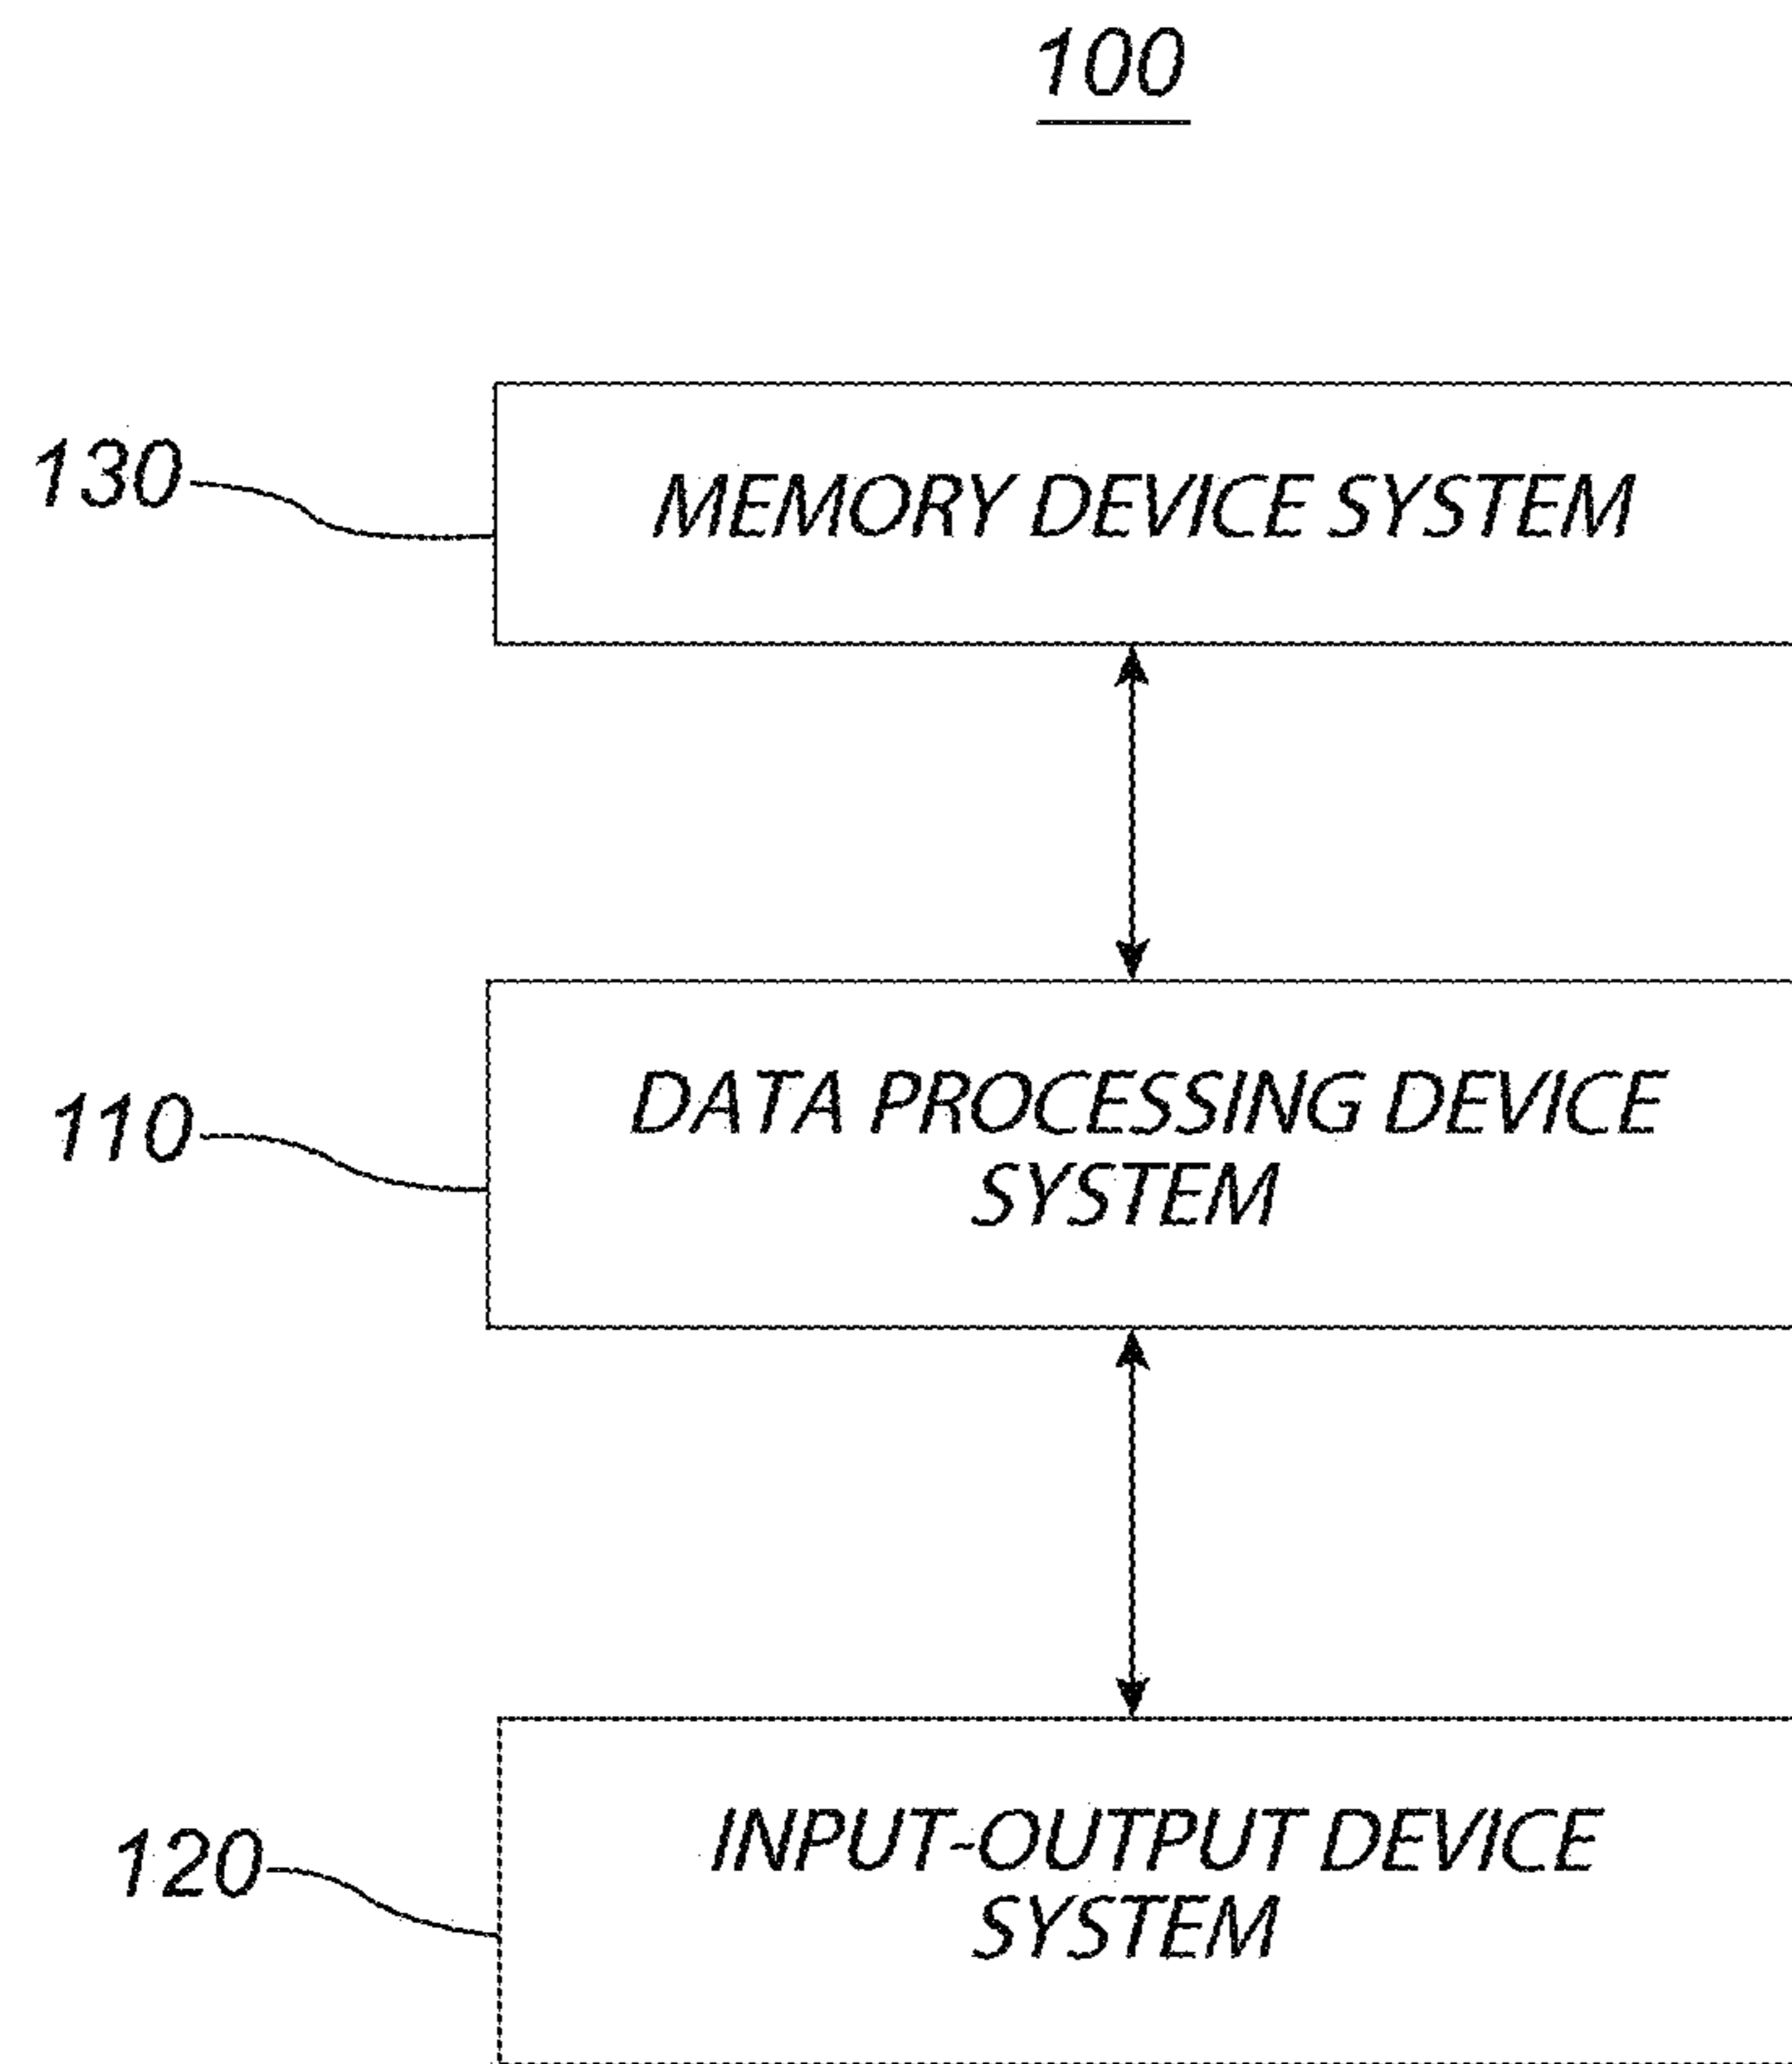 100
130
MEMORY DEVICE SYSTEM
110
DATA PROCESSING DEVICE
SYSTEM
120
INPUT-OUTPUT DEVICE
SYSTEM